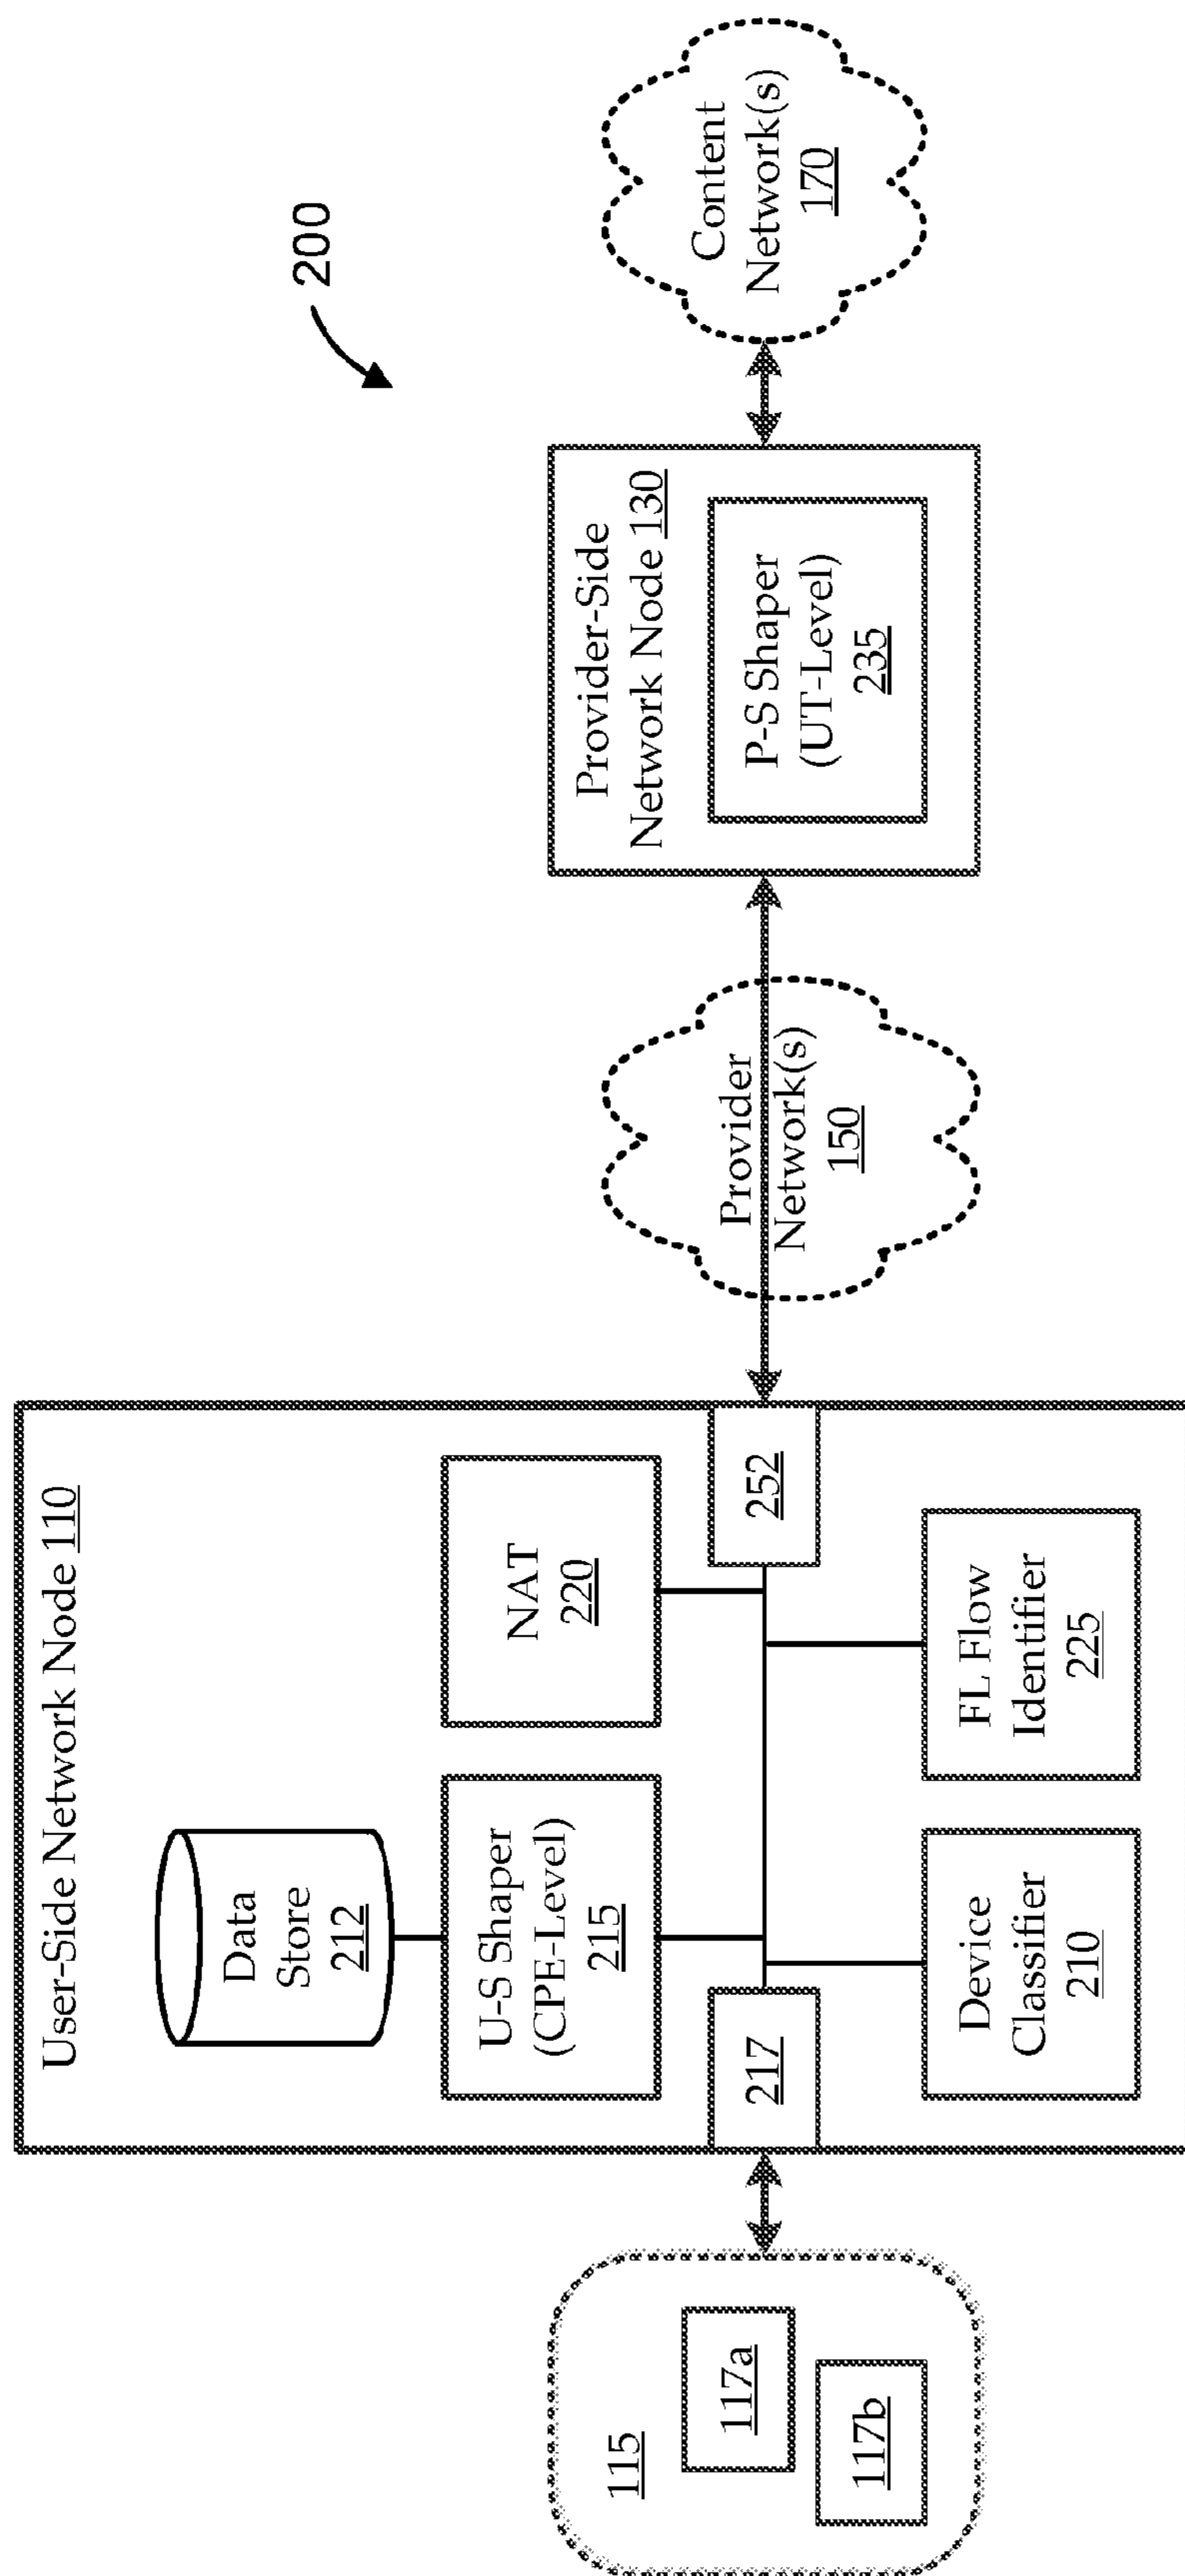 200
User-Side Network Node 110
Data
Store
212
U-S Shaper
(CPE-Level)
215
NAT
220
217
252
Device
Classifier
210
FL Flow
Identifier
225
115
117a
117b
Provider
Network(s)
150
Provider-Side
Network Node 130
P-S Shaper
(UT-Level)
235
Content
Network(s)
170